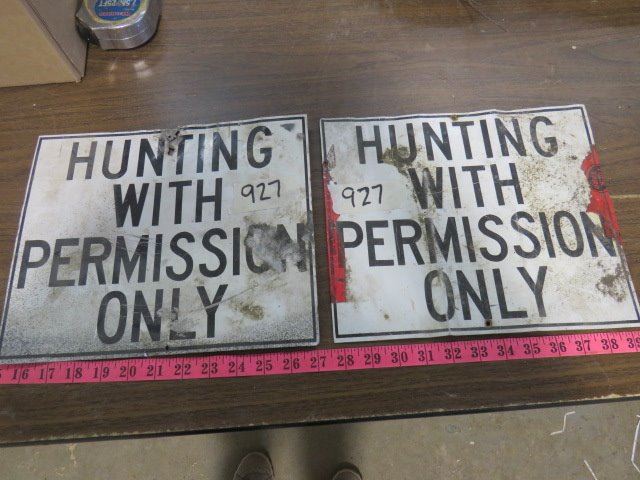 HUNTING
WITH
927
PERMISSION
ONLY
HUNTING
WITH
927
PERMISSION
ONLY
16 17 18 19 20 21 22 23 24 25 26 27 28 29 30 31 32 33 34 35 36 37 38 39